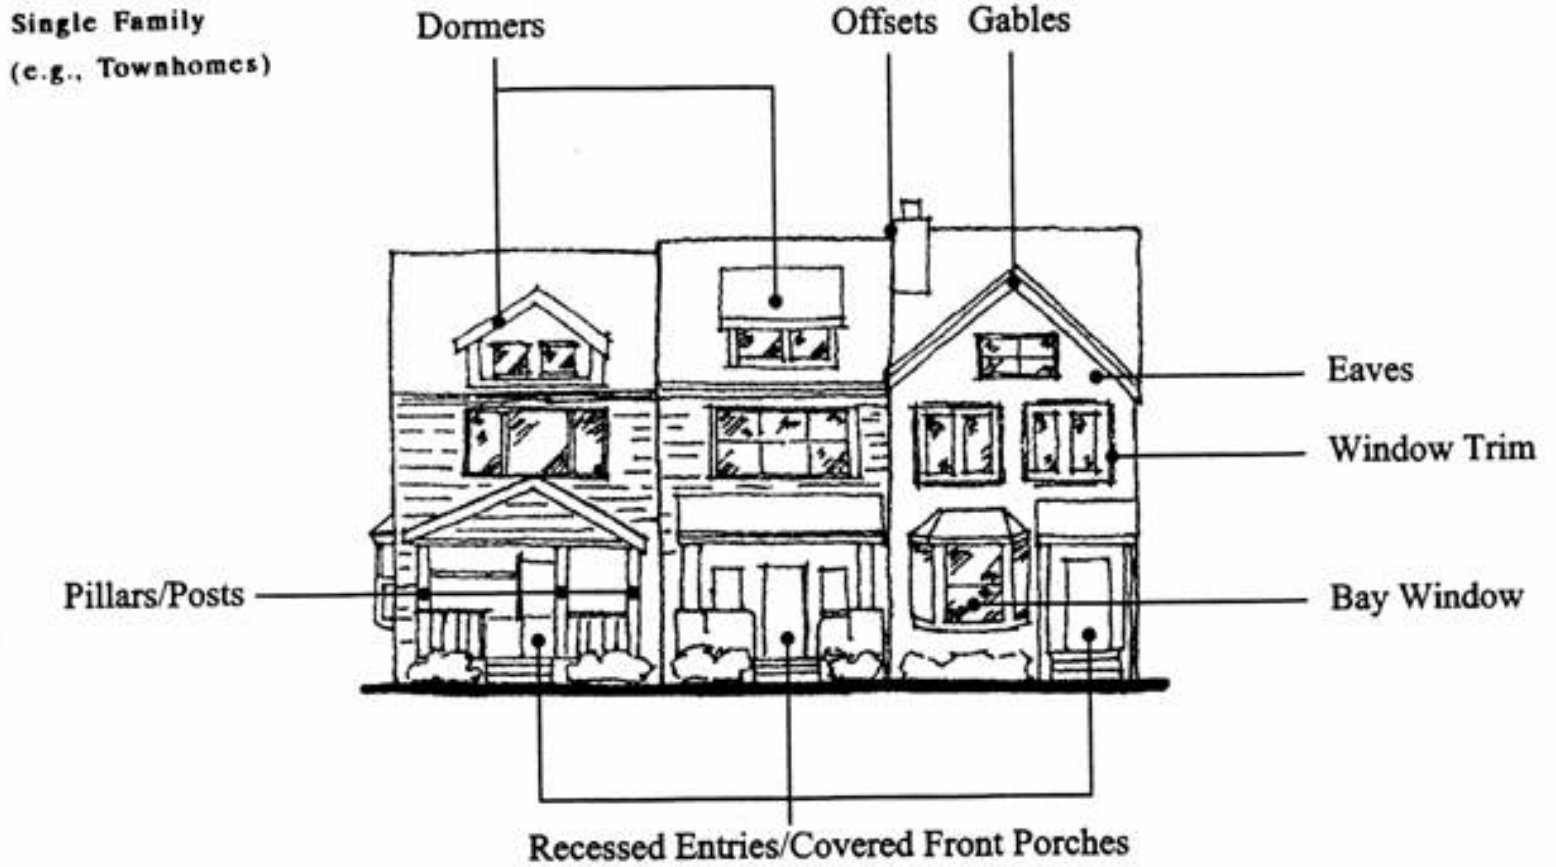 Single Family
(e.g., Townhomes)
Dormers
Offsets
Gables
Eaves
Window Trim
Pillars/Posts
Bay Window
Recessed Entries/Covered Front Porches